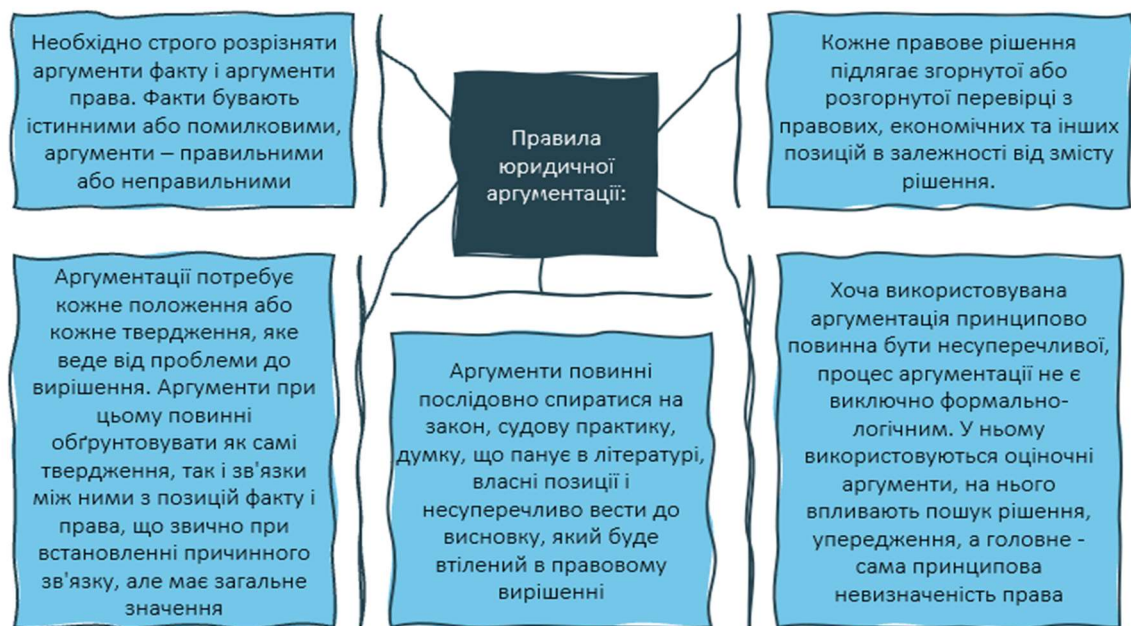 Необхідно строго розрізняти
аргументи факту і аргументи
права. Факти бувають
істинними або помилковими,
аргументи – правильними
або неправильними
Правила
юридичної
аргументації:
Кожне правове рішення
підлягає згорнутої або
розгорнутої перевірці з
правових, економічних та інших
позицій в залежності від змісту
рішення.
Аргументації потребує
кожне положення або
кожне твердження, яке
веде від проблеми до
вирішення. Аргументи при
цьому повинні
обґрунтовувати як самі
твердження, так і зв'язки
між ними з позицій факту і
права, що звично при
встановленні причинного
зв'язку, але має загальне
значення
Аргументи повинні
послідовно спиратися на
закон, судову практику,
думку, що панує в літературі,
власні позиції і
несуперечливо вести до
висновку, який буде
втілений в правовому
вирішенні
Хоча використовувана
аргументація принципово
повинна бути несуперечливої,
процес аргументації не є
виключно формально-
логічним. У ньому
використовуються оціночні
аргументи, на нього
впливають пошук рішення,
упередження, а головне -
сама принципова
невизначеність права